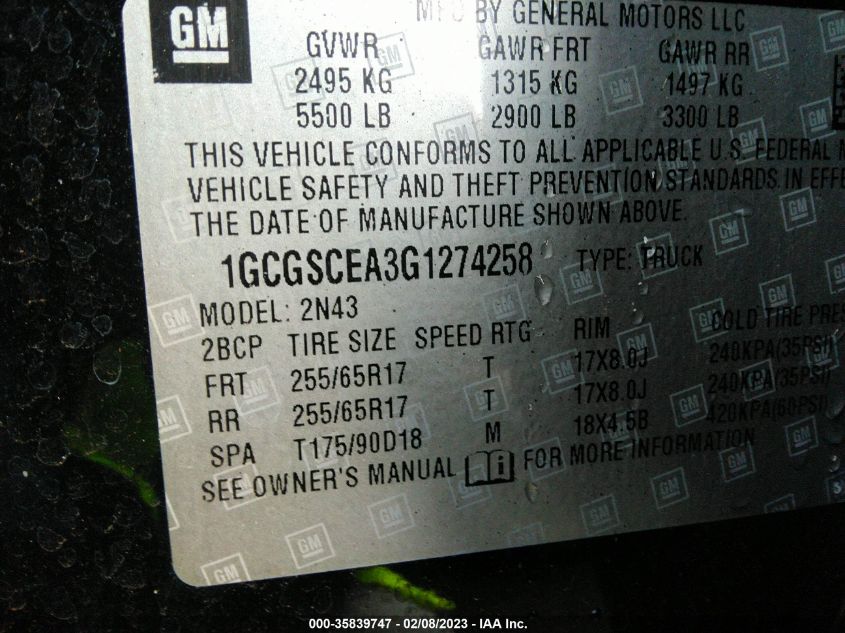 GM
MFD BY GENERAL MOTORS LLC
GVWR GAWR FRT GAWR RR
2495 KG 1315 KG 1497 KG
5500 LB 2900 LB 3300 LB
THIS VEHICLE CONFORMS TO ALL APPLICABLE U.S. FEDERAL
VEHICLE SAFETY AND THEFT PREVENTION STANDARDS IN EFFE
THE DATE OF MANUFACTURE SHOWN ABOVE.
1GCGSCEA3G1274258 TYPE: TRUCK
MODEL: 2N43
2BCP TIRE SIZE SPEED RTG RIM COLD TIRE PRES
FRT 255/65R17 T 17X8.0J 240KPA(35PSI)
RR 255/65R17 T 17X8.0J 240KPA(35PSI)
SPA T175/90D18 M 18X4.5B 420KPA(60PSI)
SEE OWNER'S MANUAL i FOR MORE INFORMATION
000-35839747 - 02/08/2023 - IAA Inc.